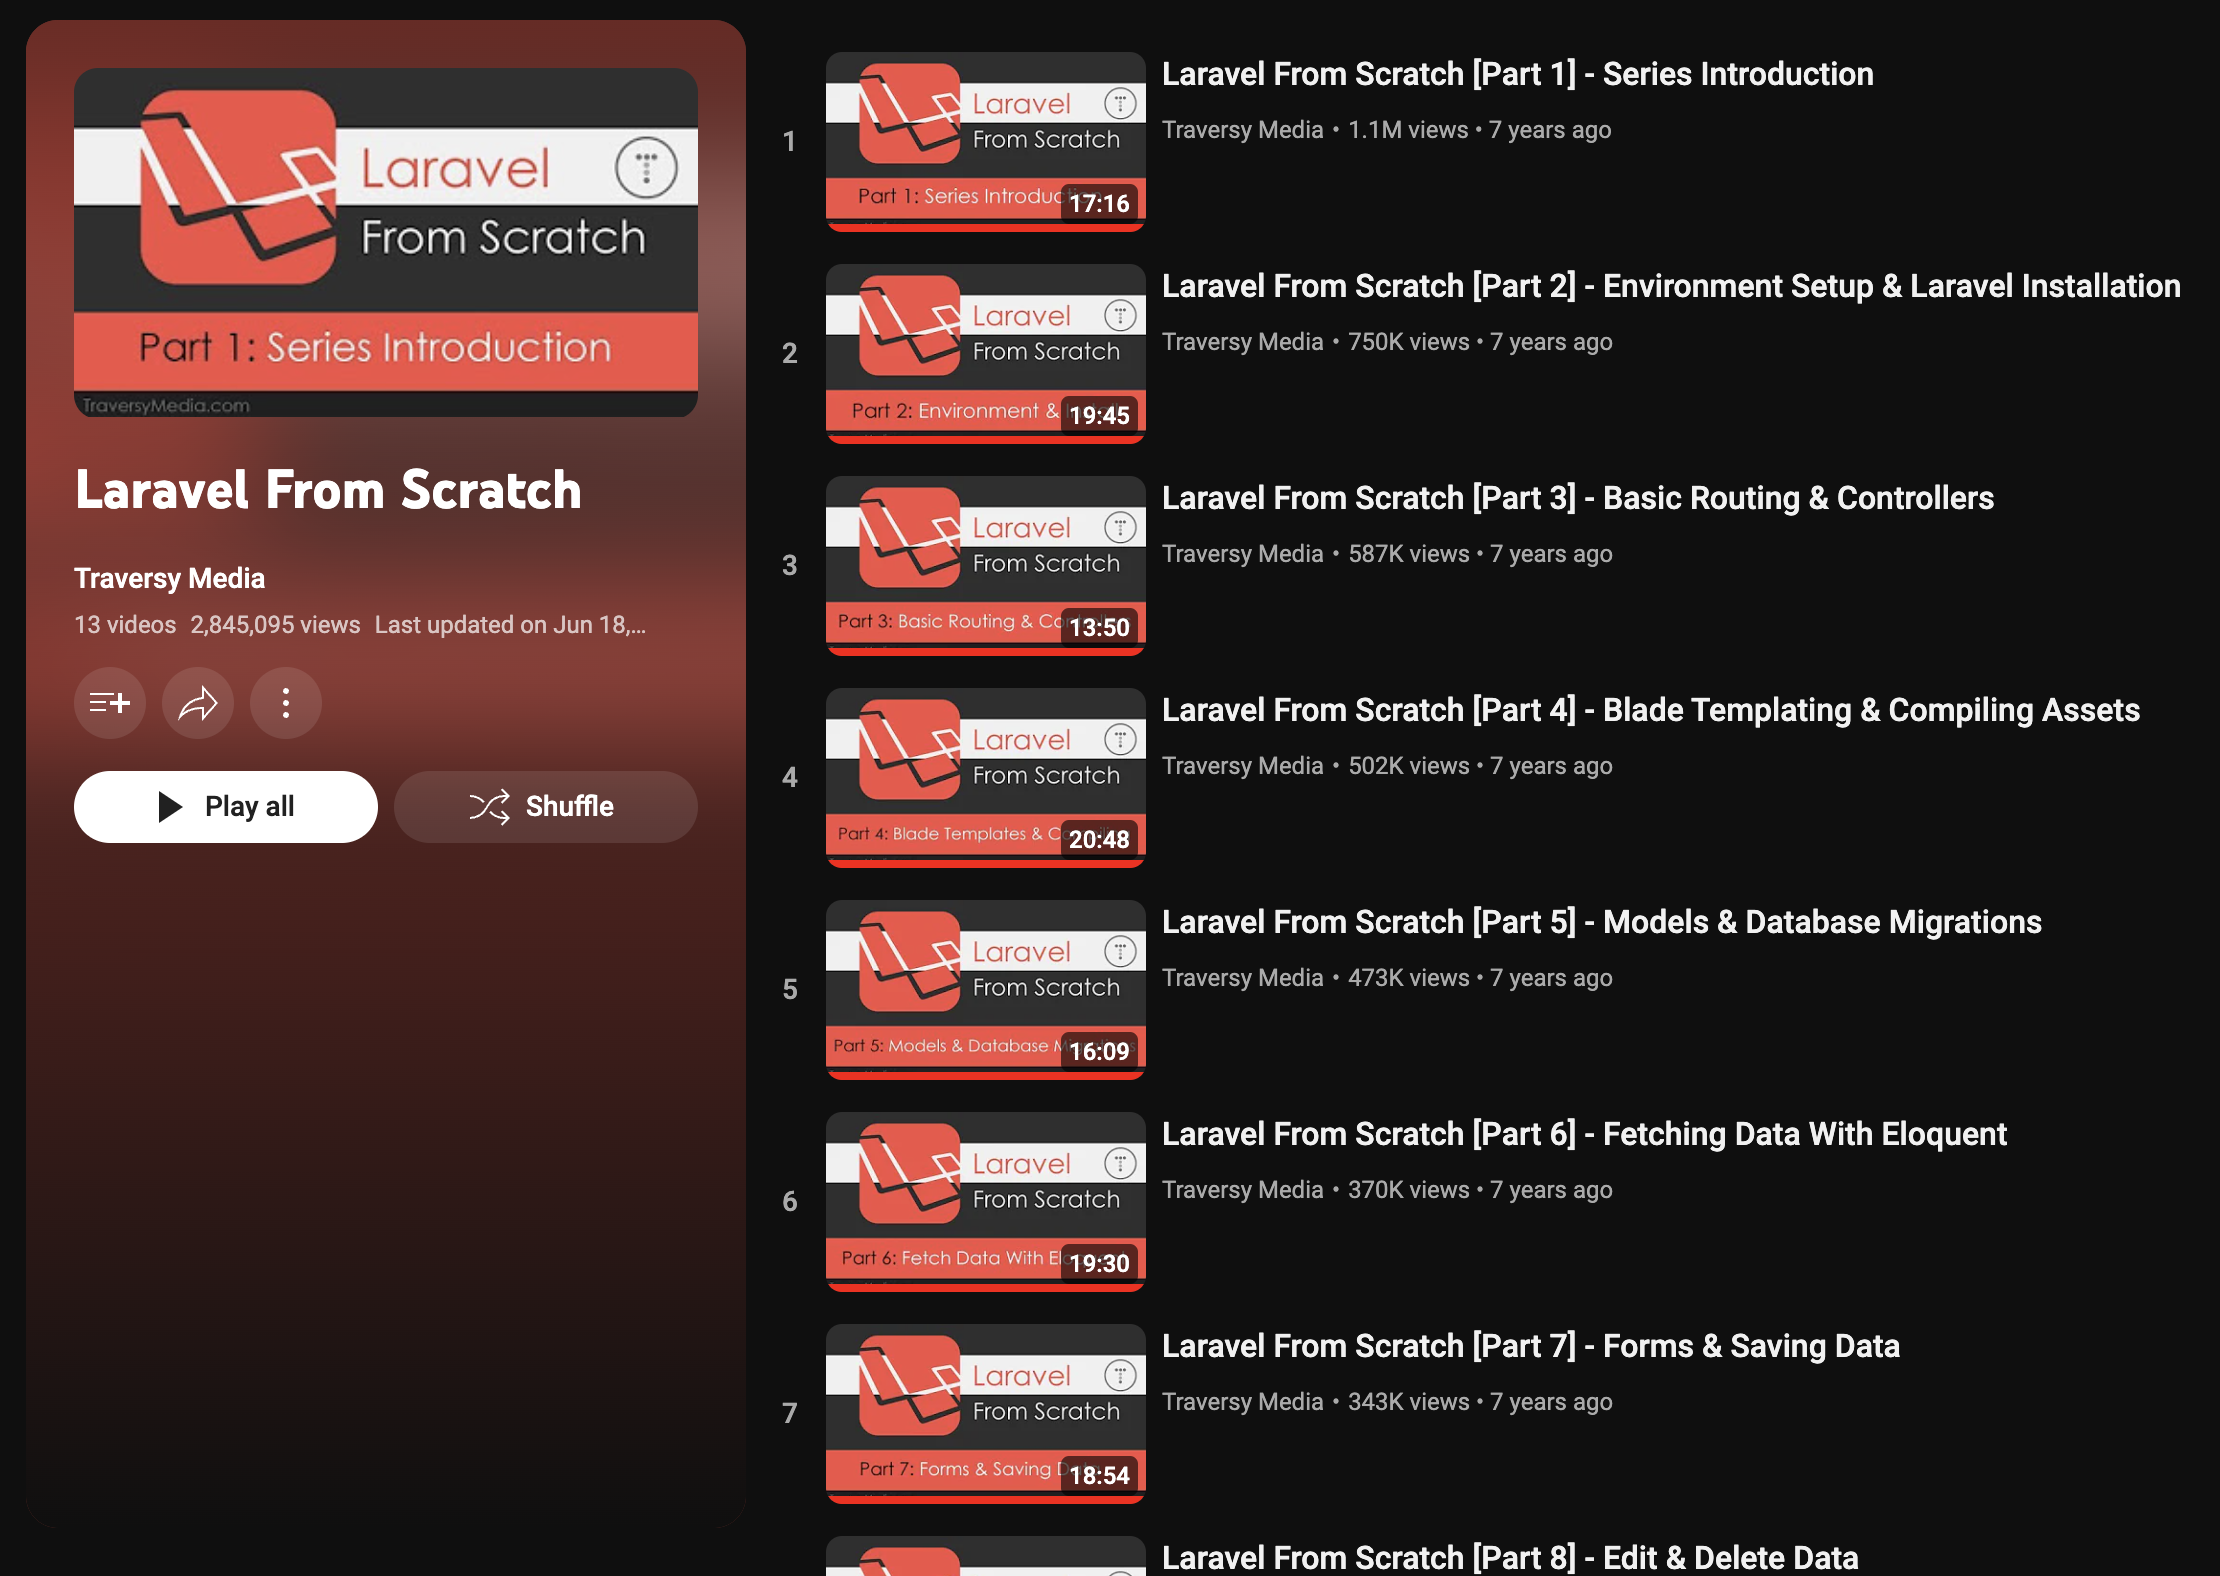 Laravel
From Scratch
Part 1: Series Introduction
TraversyMedia.com
Laravel From Scratch
Traversy Media
13 videos 2,845,095 views Last updated on Jun 18,...
Play all
Shuffle
1
Laravel
From Scratch
Part 1: Series
17:16
Laravel From Scratch [Part 1] - Series Introduction
Traversy Media • 1.1M views • 7 years ago
2
Laravel
From Scratch
Part 2: Environment &
19:45
Laravel From Scratch [Part 2] - Environment Setup & Laravel Installation
Traversy Media • 750K views • 7 years ago
3
Laravel
From Scratch
Part 3: Basic Routing &
13:50
Laravel From Scratch [Part 3] - Basic Routing & Controllers
Traversy Media • 587K views • 7 years ago
4
Laravel
From Scratch
Part 4: Blade Templates &
20:48
Laravel From Scratch [Part 4] - Blade Templating & Compiling Assets
Traversy Media • 502K views • 7 years ago
5
Laravel
From Scratch
Part 5: Models & Database
16:09
Laravel From Scratch [Part 5] - Models & Database Migrations
Traversy Media • 473K views • 7 years ago
6
Laravel
From Scratch
Part 6: Fetch Data With
19:30
Laravel From Scratch [Part 6] - Fetching Data With Eloquent
Traversy Media • 370K views • 7 years ago
7
Laravel
From Scratch
Part 7: Forms & Saving
18:54
Laravel From Scratch [Part 7] - Forms & Saving Data
Traversy Media • 343K views • 7 years ago
Laravel From Scratch [Part 8] - Edit & Delete Data